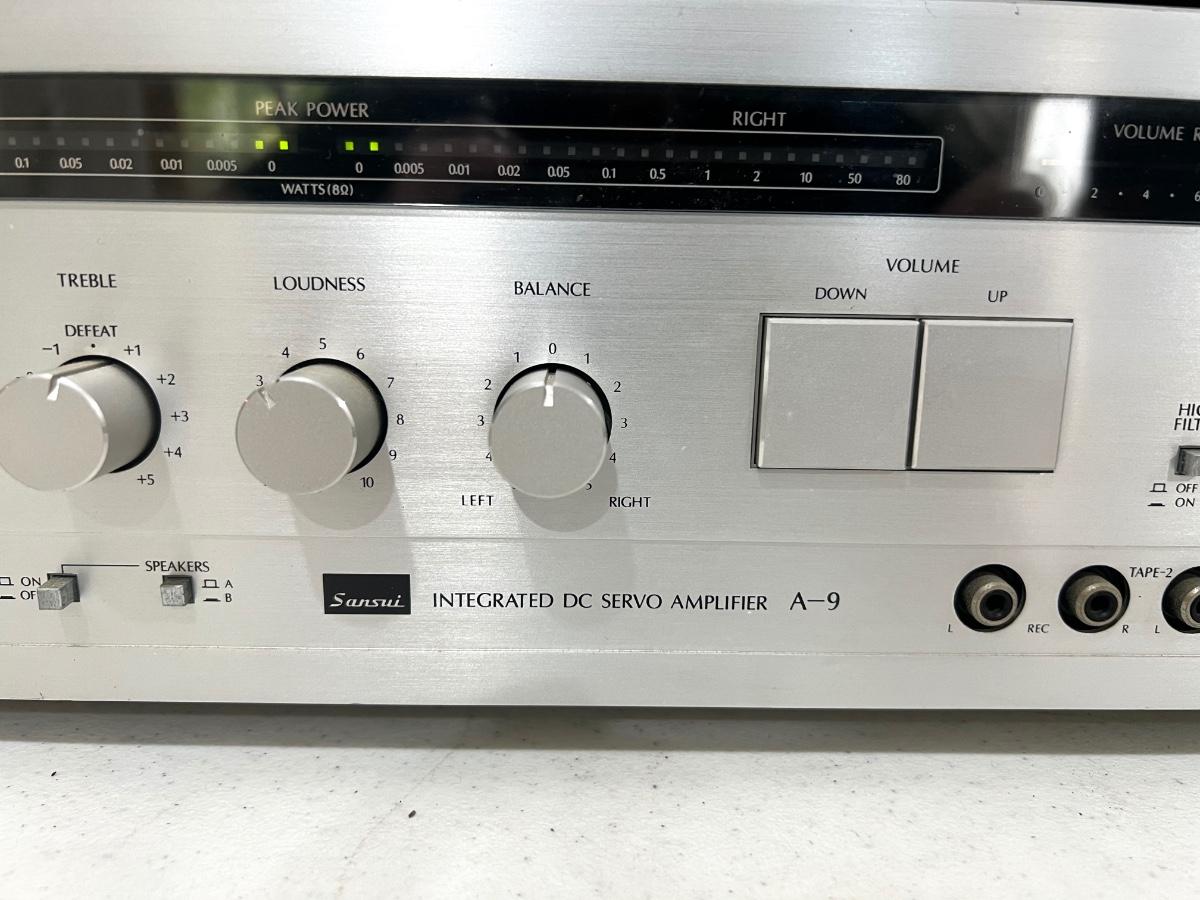 PEAK POWER
RIGHT
VOLUME R
0.1 0.05 0.02 0.01 0.005 0 0 0.005 0.01 0.02 0.05 0.1 0.5 1 2 10 50 80
0 2 • 4 • 6
WATTS(8Ω)
TREBLE
LOUDNESS
BALANCE
VOLUME
DOWN UP
DEFEAT
-1 • +1
+2
+3
+4
+5
3 4 5 6 7 8 9 10
4 3 2 1 0 1 2 3 4 5
LEFT RIGHT
OFF
ON
SPEAKERS
ON
A
B
Sansui
INTEGRATED DC SERVO AMPLIFIER A-9
TAPE-2
L REC R L